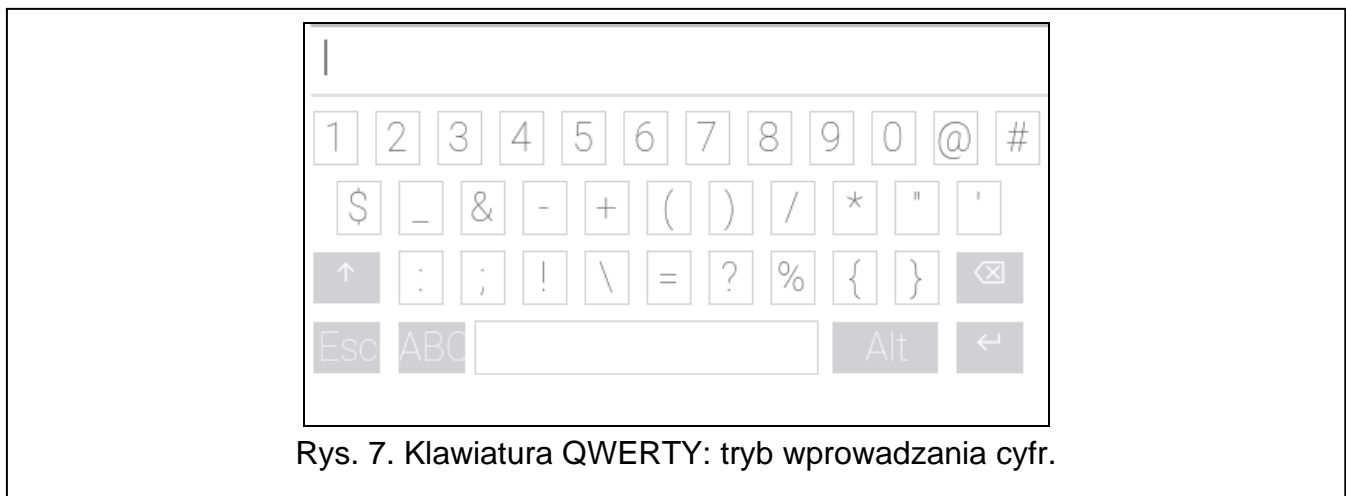 1 2 3 4 5 6 7 8 9 0 @ #
$ _ & - + ( ) / * " '
↑ : ; ! \ = ? % { } ⌫
Esc ABC Alt ↵
Rys. 7. Klawiatura QWERTY: tryb wprowadzania cyfr.